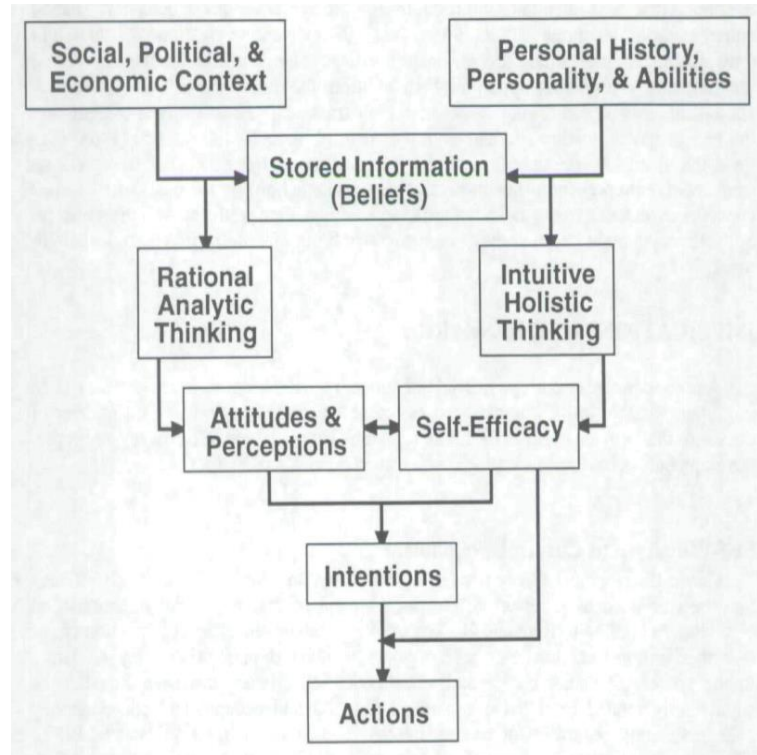 Social, Political, &
Economic Context
Personal History,
Personality, & Abilities
Stored Information
(Beliefs)
Rational
Analytic
Thinking
Intuitive
Holistic
Thinking
Attitudes &
Perceptions
Self-Efficacy
Intentions
Actions